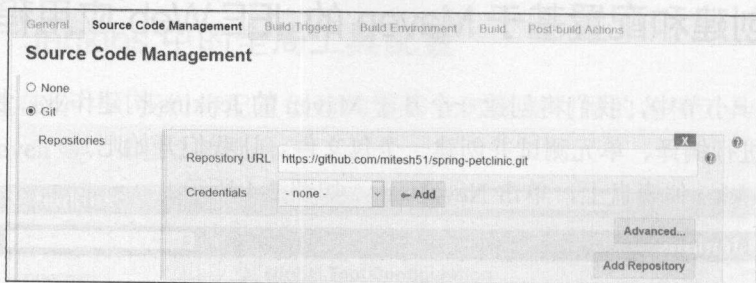 General Source Code Management Build Triggers Build Environment Build Post-build Actions
Source Code Management
None
Git
Repositories
X
Repository URL https://github.com/mitesh51/spring-petclinic.git
Credentials - none - Add
Advanced...
Add Repository